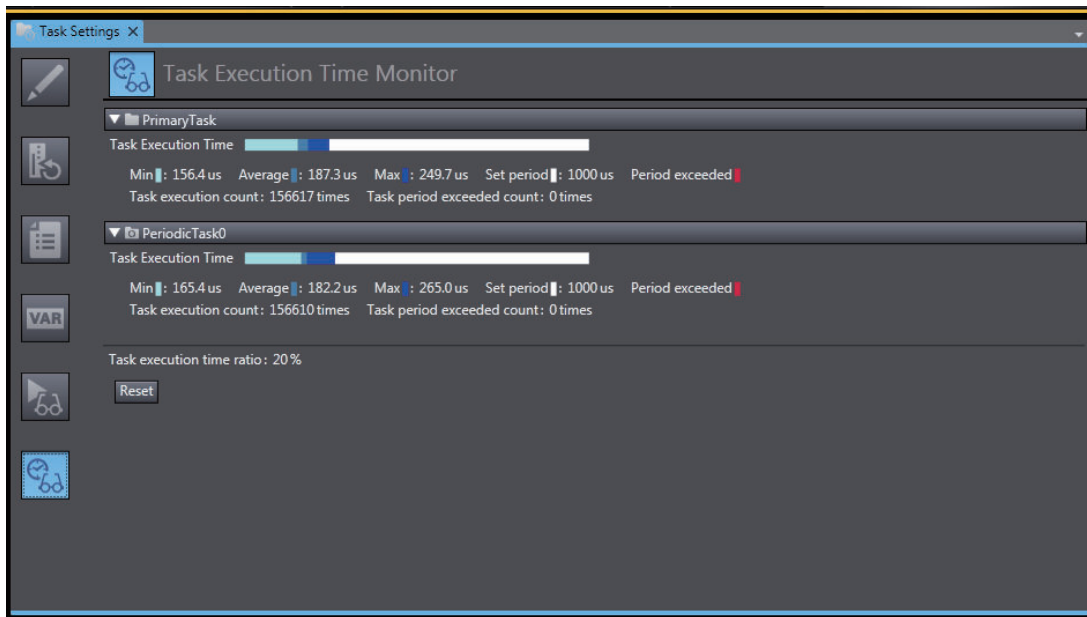 Task Settings X
Task Execution Time Monitor
PrimaryTask
Task Execution Time
Min : 156.4 us Average : 187.3 us Max : 249.7 us Set period : 1000 us Period exceeded
Task execution count : 156617 times Task period exceeded count : 0 times
PeriodicTask0
Task Execution Time
Min : 165.4 us Average : 182.2 us Max : 265.0 us Set period : 1000 us Period exceeded
Task execution count : 156610 times Task period exceeded count : 0 times
VAR
Task execution time ratio : 20 %
Reset